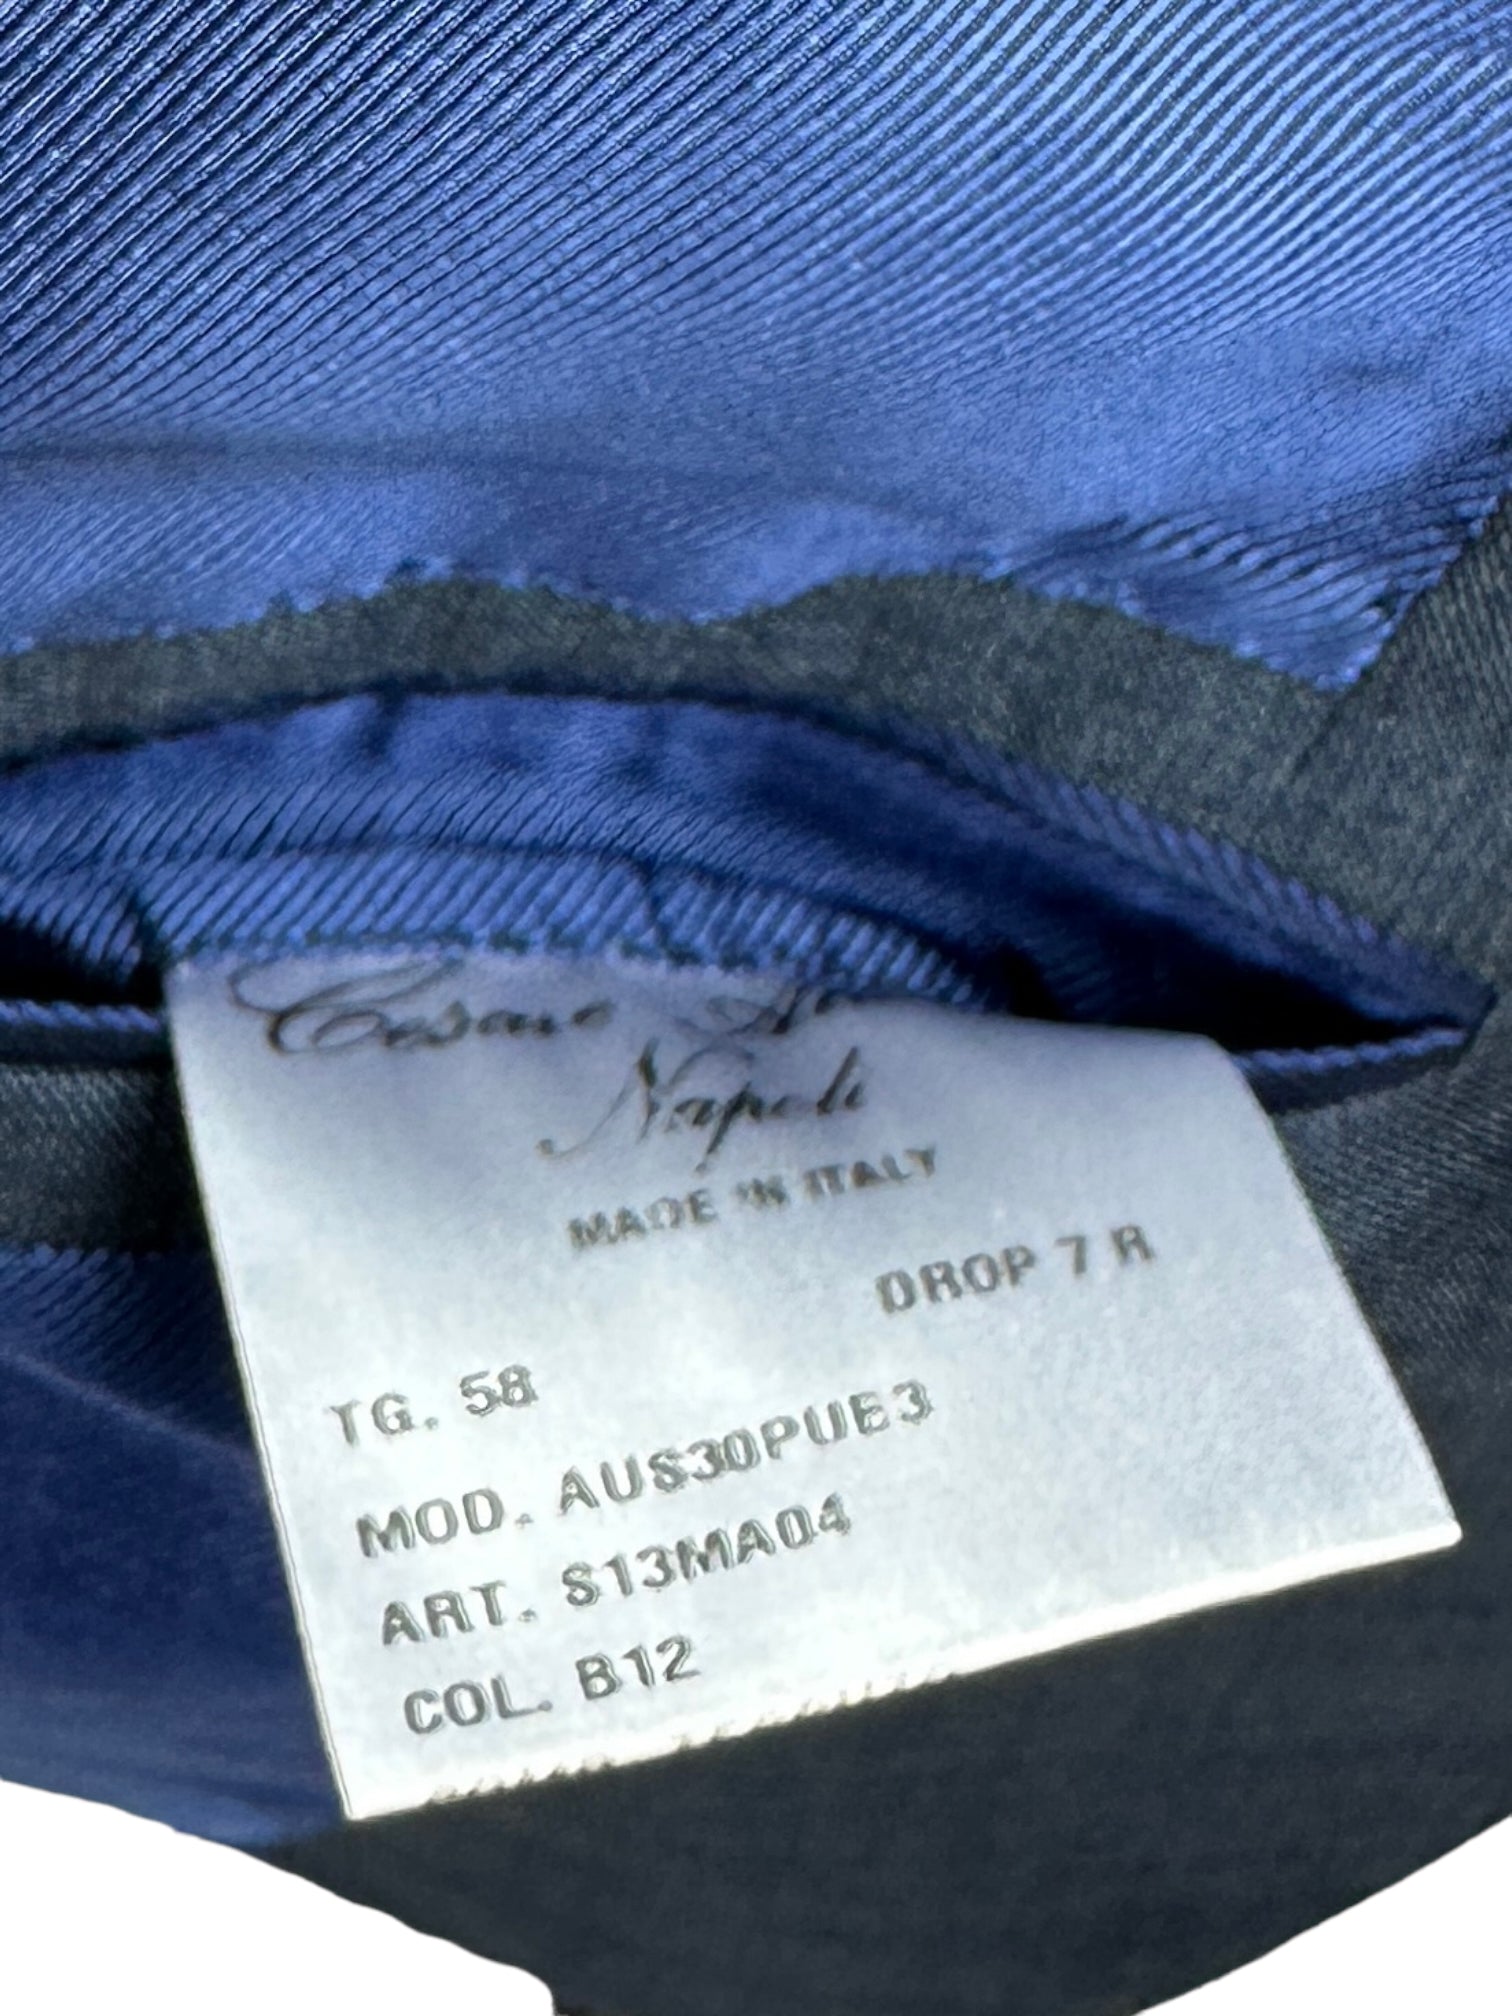 Cesare
Napoli
MADE IN ITALY
DROP 7 R
TG. 58
MOD. AUS30PUE3
ART. S13MA04
COL. B12